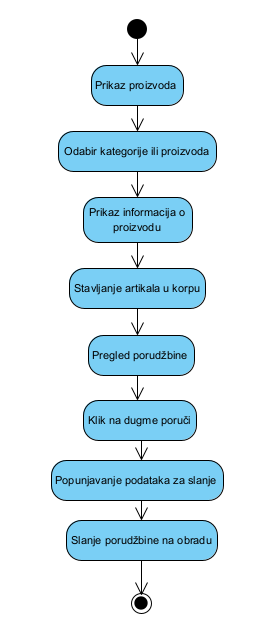 Prikaz proizvoda
Odabir kategorije ili proizvoda
Prikaz informacija o
proizvodu
Stavljanje artikala u korpu
Pregled porudžbine
Klik na dugme poruči
Popunjavanje podataka za slanje
Slanje porudžbine na obradu